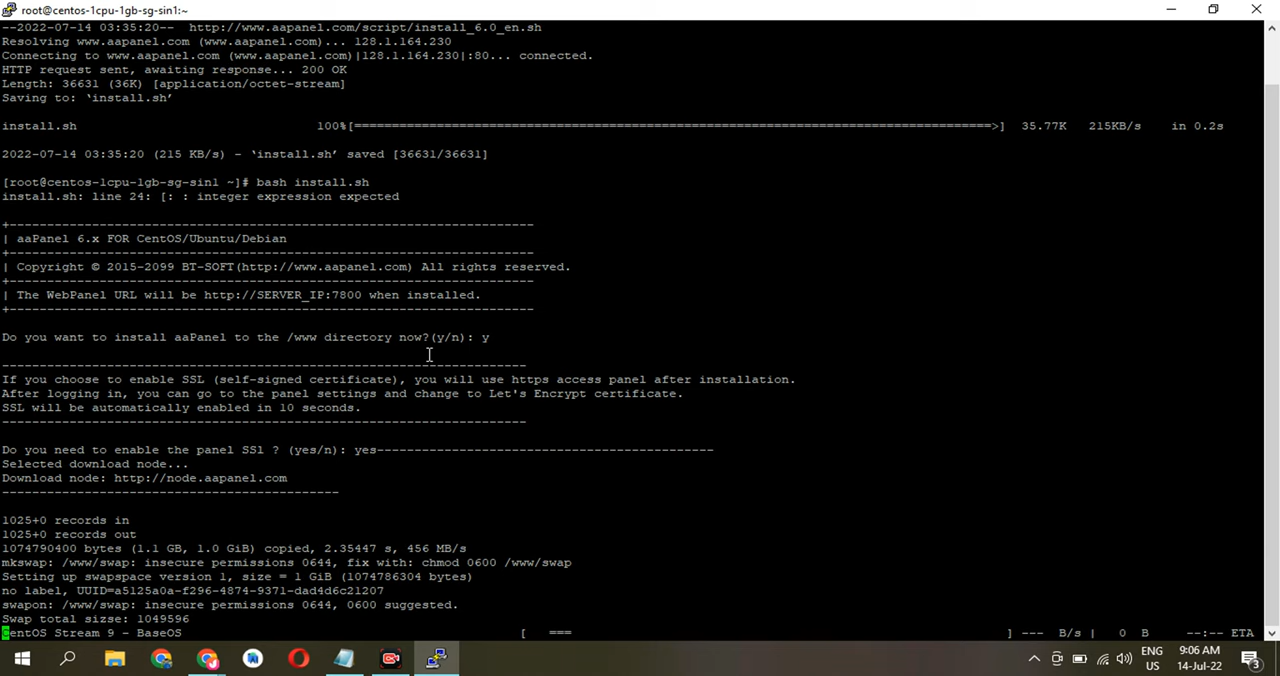 root@centos-1cpu-1gb-sg-sin1:~
--2022-07-14 03:35:20--  http://www.aapanel.com/script/install_6.0_en.sh
Resolving www.aapanel.com (www.aapanel.com)... 128.1.164.230
Connecting to www.aapanel.com (www.aapanel.com)|128.1.164.230|:80... connected.
HTTP request sent, awaiting response... 200 OK
Length: 36631 (36K) [application/octet-stream]
Saving to: ‘install.sh’
install.sh 100%[=====================================================================================>] 35.77K 215KB/s in 0.2s
2022-07-14 03:35:20 (215 KB/s) - ‘install.sh’ saved [36631/36631]
[root@centos-1cpu-1gb-sg-sin1 ~]# bash install.sh
install.sh: line 24: [: : integer expression expected
+----------------------------------------------------------------------
| aaPanel 6.x FOR CentOS/Ubuntu/Debian
+----------------------------------------------------------------------
| Copyright © 2015-2099 BT-SOFT(http://www.aapanel.com) All rights reserved.
+----------------------------------------------------------------------
| The WebPanel URL will be http://SERVER_IP:7800 when installed.
+----------------------------------------------------------------------
Do you want to install aaPanel to the /www directory now?(y/n): y
----------------------------------------------------------------------
If you choose to enable SSL (self-signed certificate), you will use https access panel after installation.
After logging in, you can go to the panel settings and change to Let's Encrypt certificate.
SSL will be automatically enabled in 10 seconds.
----------------------------------------------------------------------
Do you need to enable the panel SSl ? (yes/n): yes---------------------------------------------
Selected download node...
Download node: http://node.aapanel.com
---------------------------------------------
1025+0 records in
1025+0 records out
1074790400 bytes (1.1 GB, 1.0 GiB) copied, 2.35447 s, 456 MB/s
mkswap: /www/swap: insecure permissions 0644, fix with: chmod 0600 /www/swap
Setting up swapspace version 1, size = 1 GiB (1074786304 bytes)
no label, UUID=a5125a0a-f296-4874-9371-dad4d6c21207
swapon: /www/swap: insecure permissions 0644, 0600 suggested.
Swap total sizse: 1049596
CentOS Stream 9 - BaseOS [ === ] --- B/s | 0 B --:-- ETA
ENG
US
9:06 AM
14-Jul-22
3